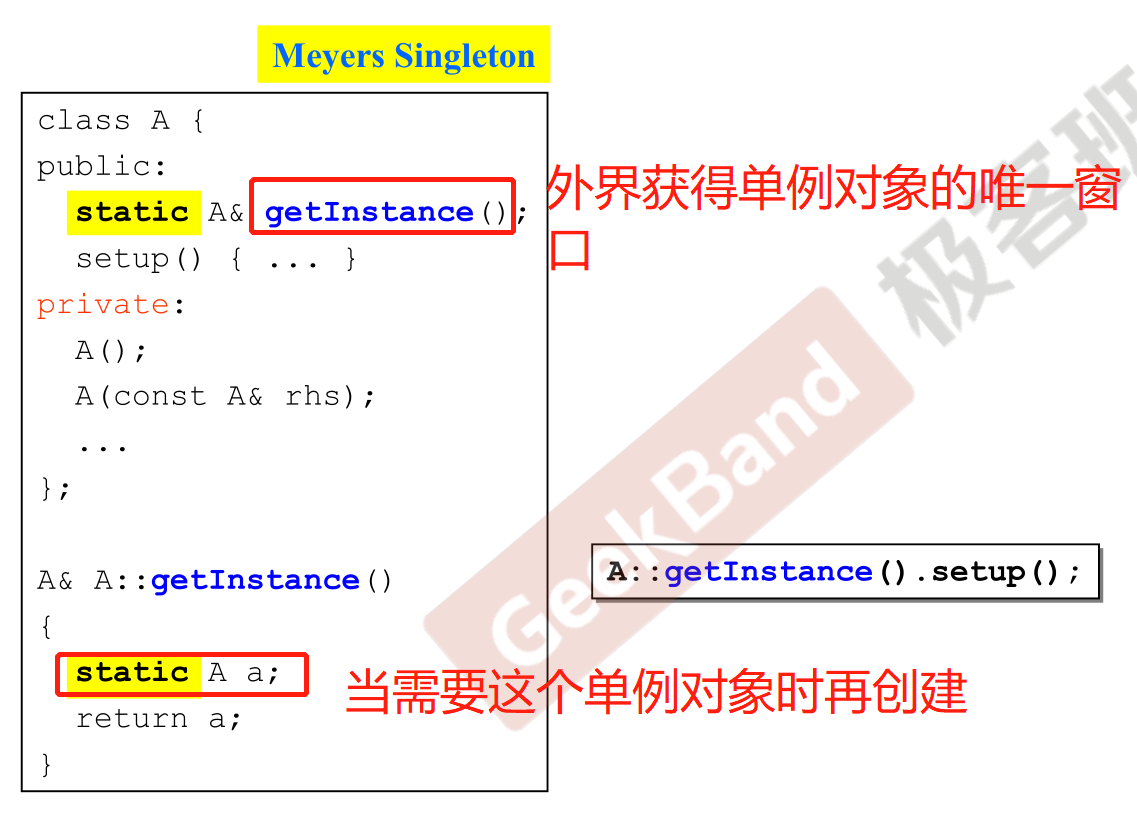 Meyers Singleton
class A {
public:
static A& getInstance();
setup() { ... }
private:
A();
A(const A& rhs);
...
};
A& A::getInstance()
{
static A a;
return a;
}
外界获得单例对象的唯一窗
口
A::getInstance().setup();
当需要这个单例对象时再创建
GeekBand
极客班